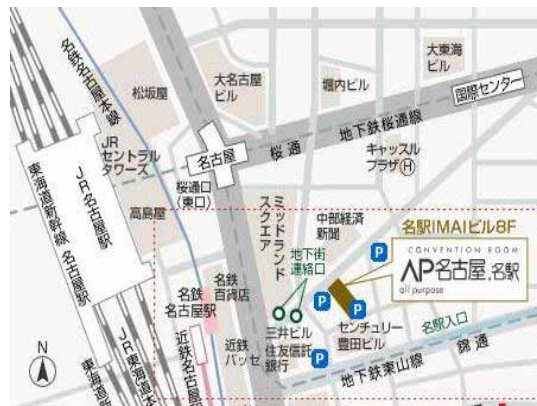 名鉄名古屋本線
松坂屋
大名古屋
ビル
堀内ビル
大東海
ビル
国際センター
地下鉄桜通線
桜通
名古屋
キャッスル
プラザ
H
JR
セントラル
タワーズ
桜通口
(東口)
高島屋
JR名古屋駅
東海道新幹線 名古屋駅
ミッドランド
スクエア
中部経済
新聞
地下街
連絡口
名駅IMAIビル8F
CONVENTION ROOM
AP名古屋.名駅
all purpose
P
P
P
P
名鉄
百貨店
名鉄
名古屋駅
近鉄
パッセ
近鉄名古屋駅
三井ビル
住友信託
銀行
センチュリー
豊田ビル
名駅入口
錦通
地下鉄東山線
JR東海道本線
N